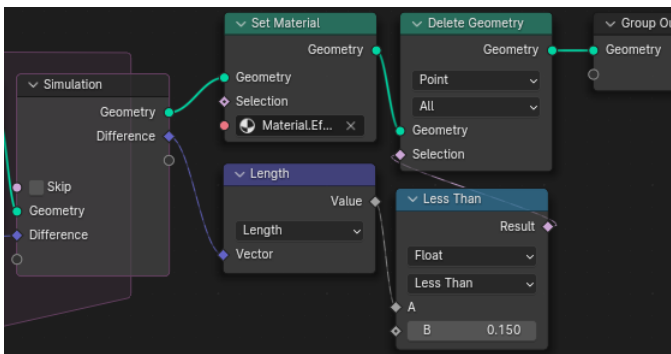 Simulation
Geometry
Difference
Skip
Geometry
Difference
Set Material
Geometry
Geometry
Selection
Material.Ef...
Length
Value
Length
Vector
Delete Geometry
Geometry
Point
All
Geometry
Selection
Less Than
Result
Float
Less Than
A
B 0.150
Group Ou
Geometry